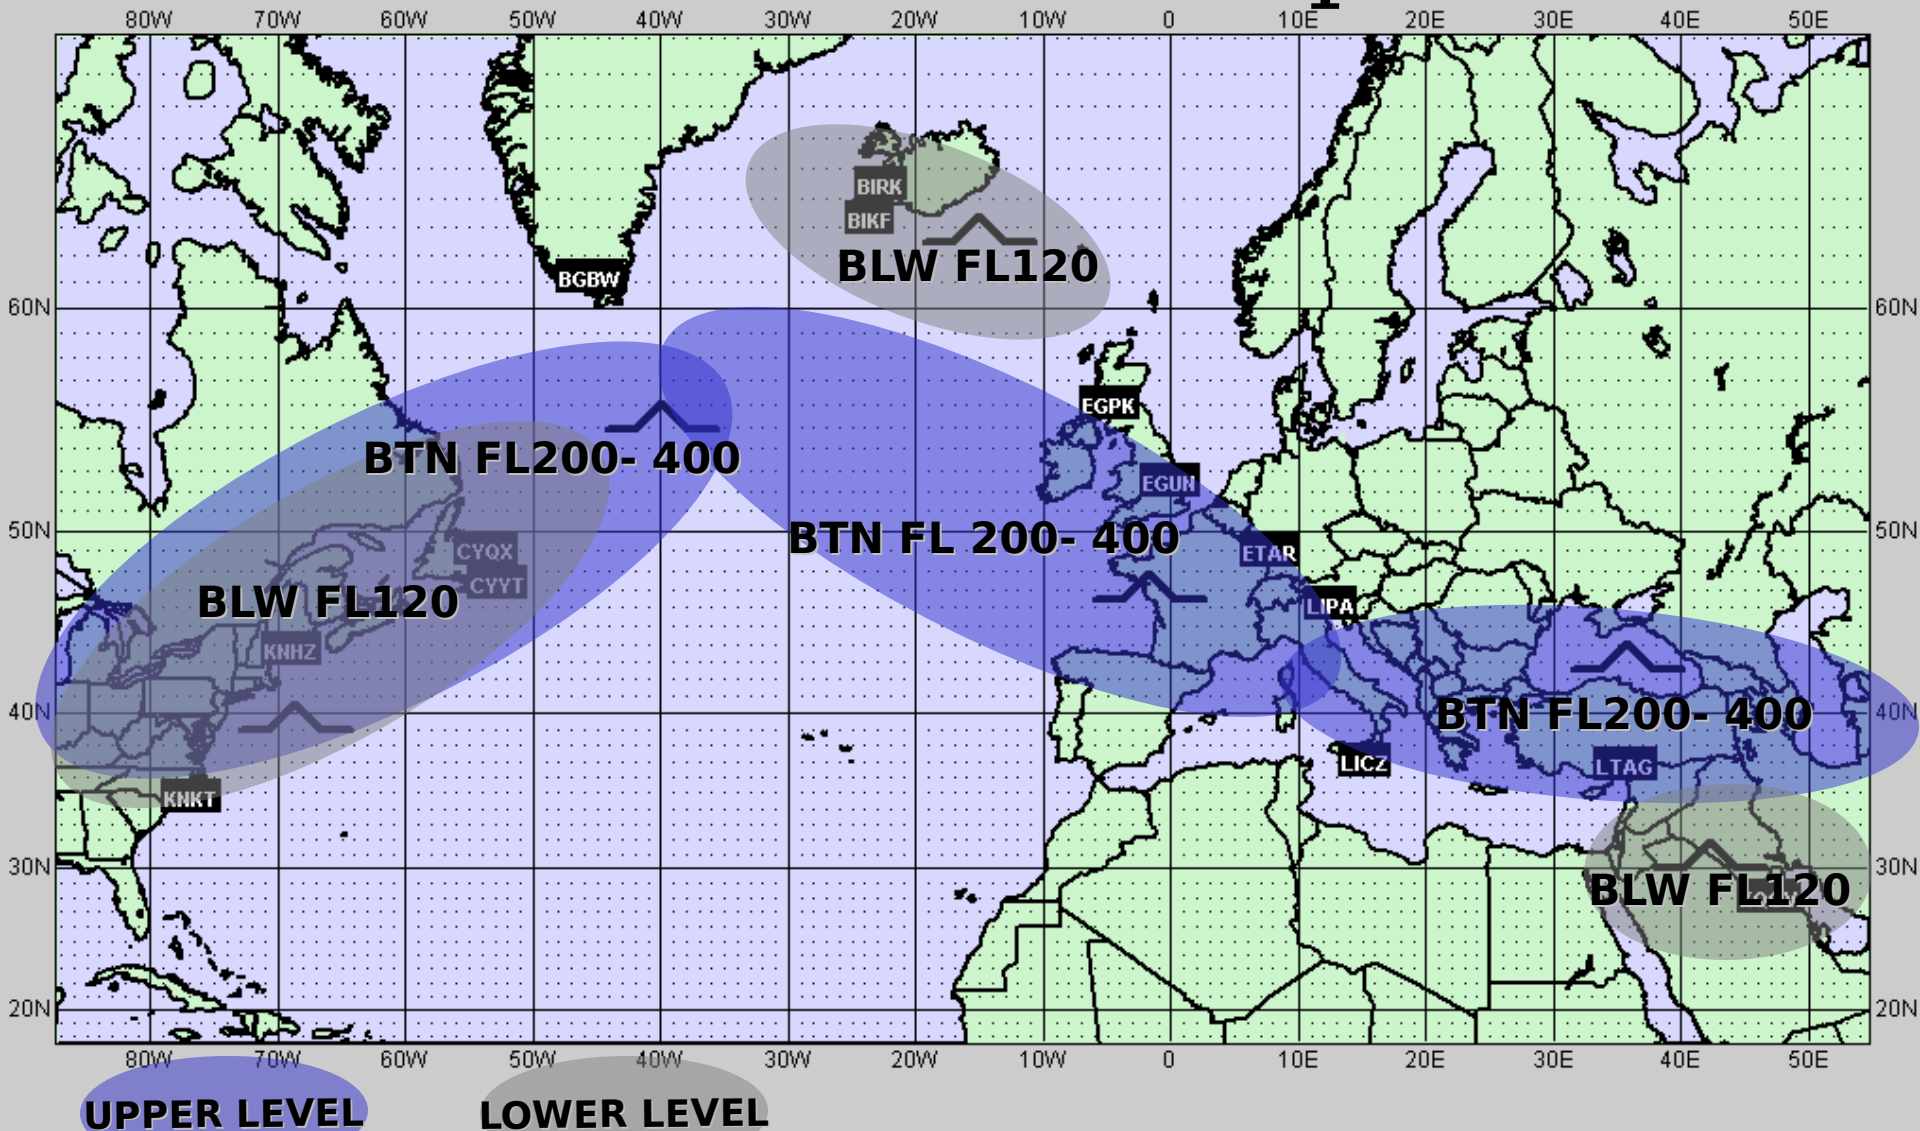 80W 70W 60W 50W 40W 30W 20W 10W 0 10E 20E 30E 40E 50E
BIRK
BIKF
BLW FL120
BGBW
60N 60N
EGPK
BTN FL200- 400
EGUN
50N 50N
BTN FL 200- 400
CYQX
ETAR
CYYT
BLW FL120
LIPA
KNHZ
40N 40N
BTN FL200- 400
LICZ
LTAG
KNKT
30N 30N
BLW FL120
20N 20N
80W 70W 60W 50W 40W 30W 20W 10W 0 10E 20E 30E 40E 50E
UPPER LEVEL LOWER LEVEL